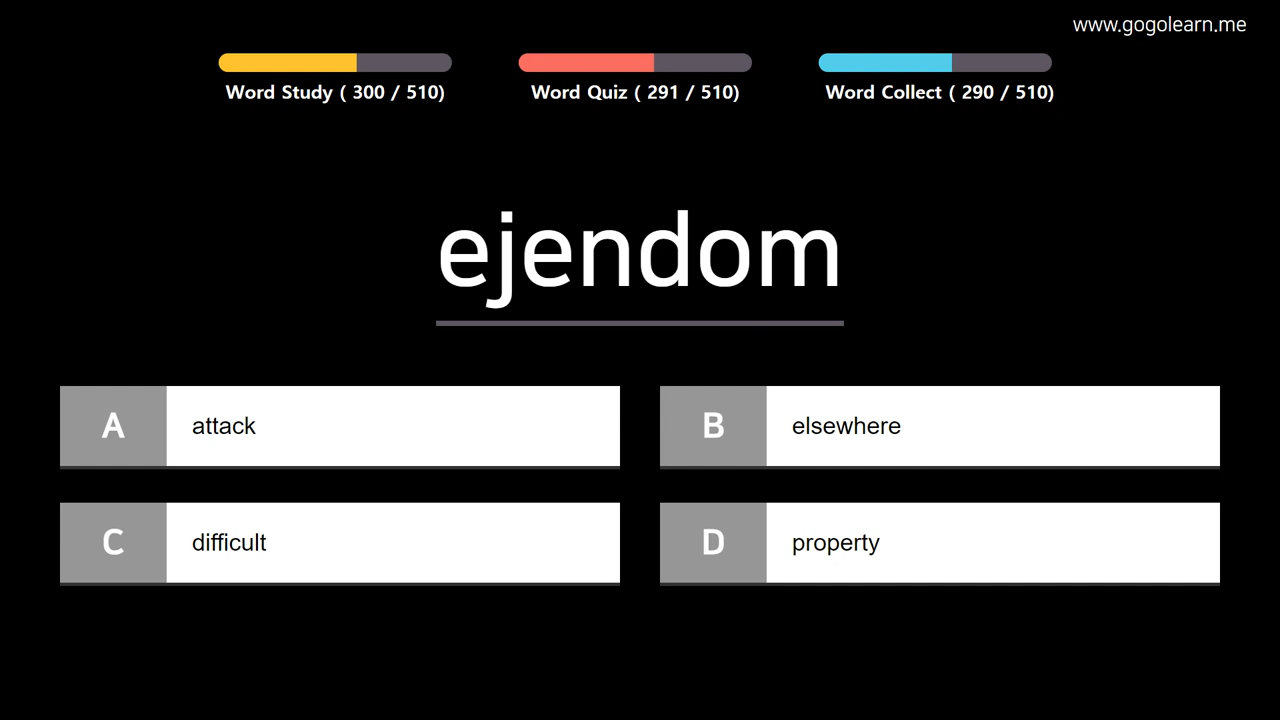 www.gogolearn.me
Word Study ( 300 / 510)
Word Quiz ( 291 / 510)
Word Collect ( 290 / 510)
ejendom
A attack
B elsewhere
C difficult
D property